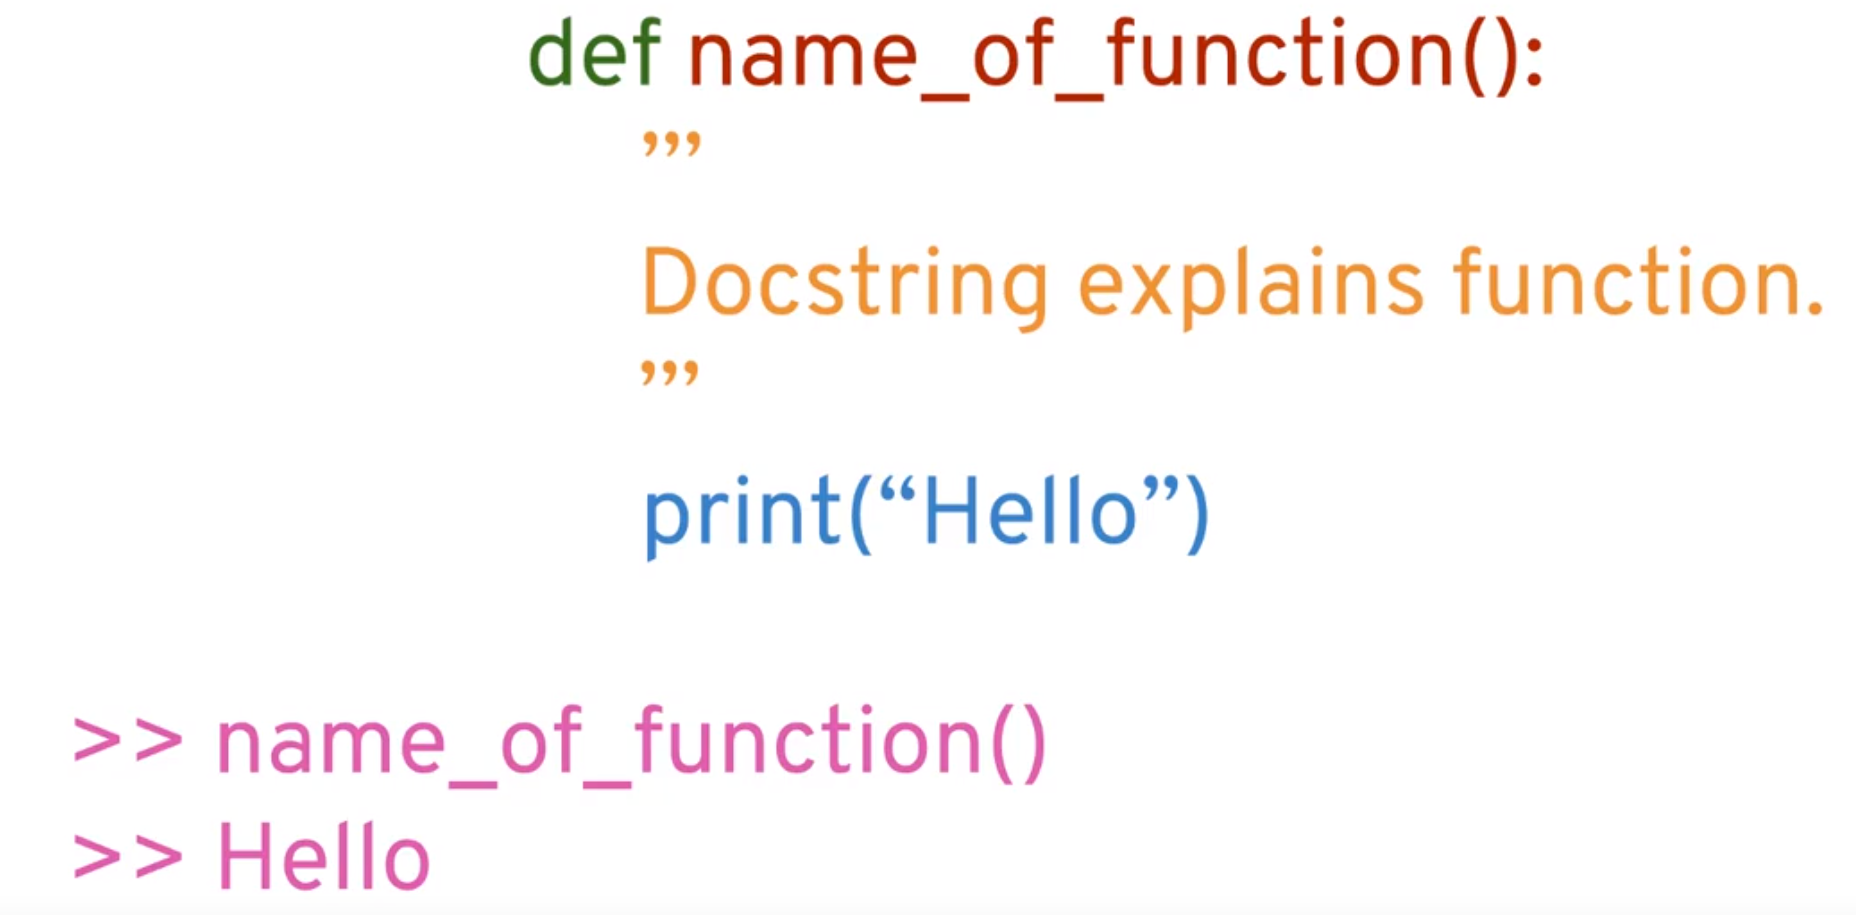 def name_of_function():
’’’
Docstring explains function.
’’’
print(“Hello”)
>> name_of_function()
>> Hello